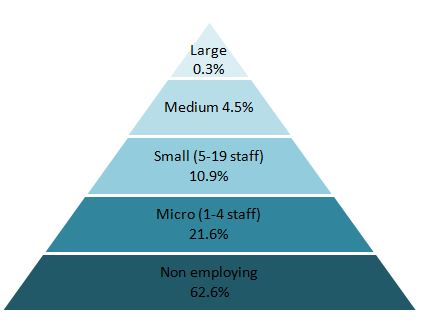 Large
0.3%
Medium 4.5%
Small (5-19 staff)
10.9%
Micro (1-4 staff)
21.6%
Non employing
62.6%